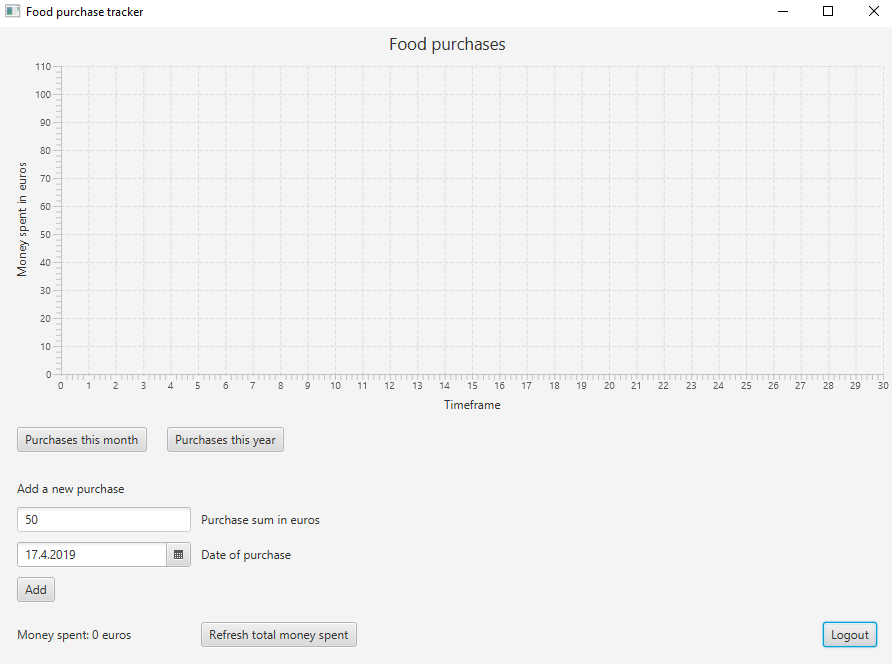 Food purchase tracker
Food purchases
Money spent in euros
110
100
90
80
70
60
50
40
30
20
10
0
0 1 2 3 4 5 6 7 8 9 10 11 12 13 14 15 16 17 18 19 20 21 22 23 24 25 26 27 28 29 30
Timeframe
Purchases this month Purchases this year
Add a new purchase
50 Purchase sum in euros
17.4.2019 Date of purchase
Add
Money spent: 0 euros Refresh total money spent Logout